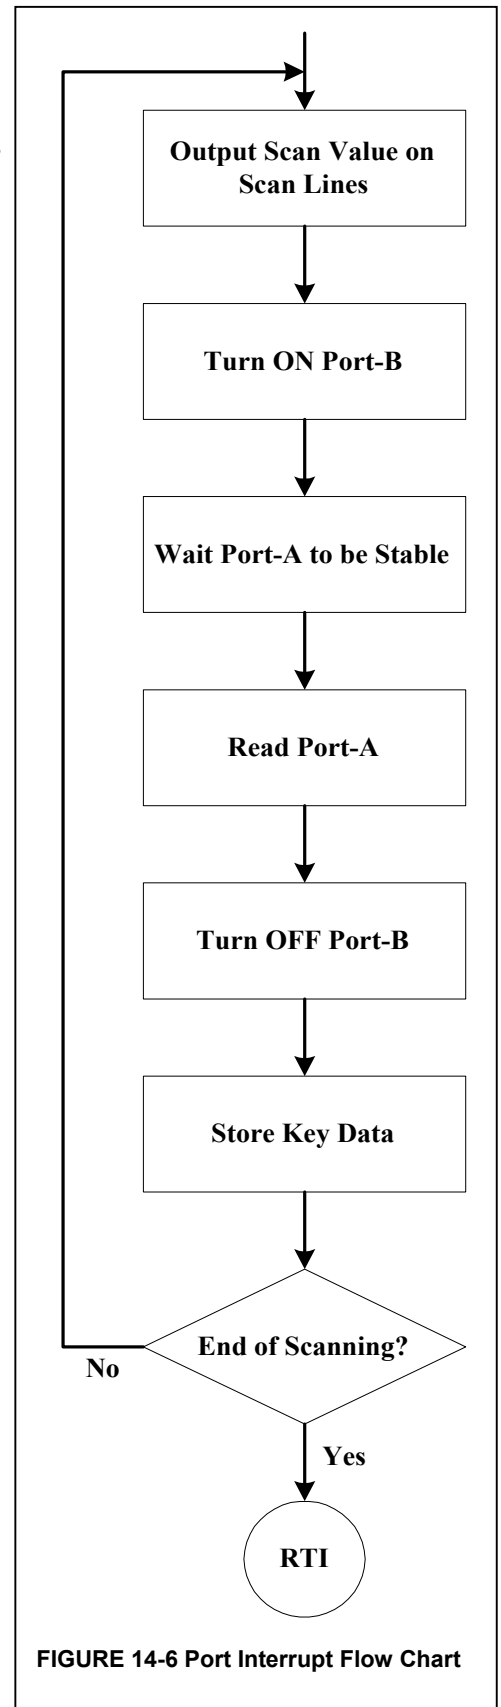 Output Scan Value on
Scan Lines
Turn ON Port-B
Wait Port-A to be Stable
Read Port-A
Turn OFF Port-B
Store Key Data
End of Scanning?
No
Yes
RTI
FIGURE 14-6 Port Interrupt Flow Chart